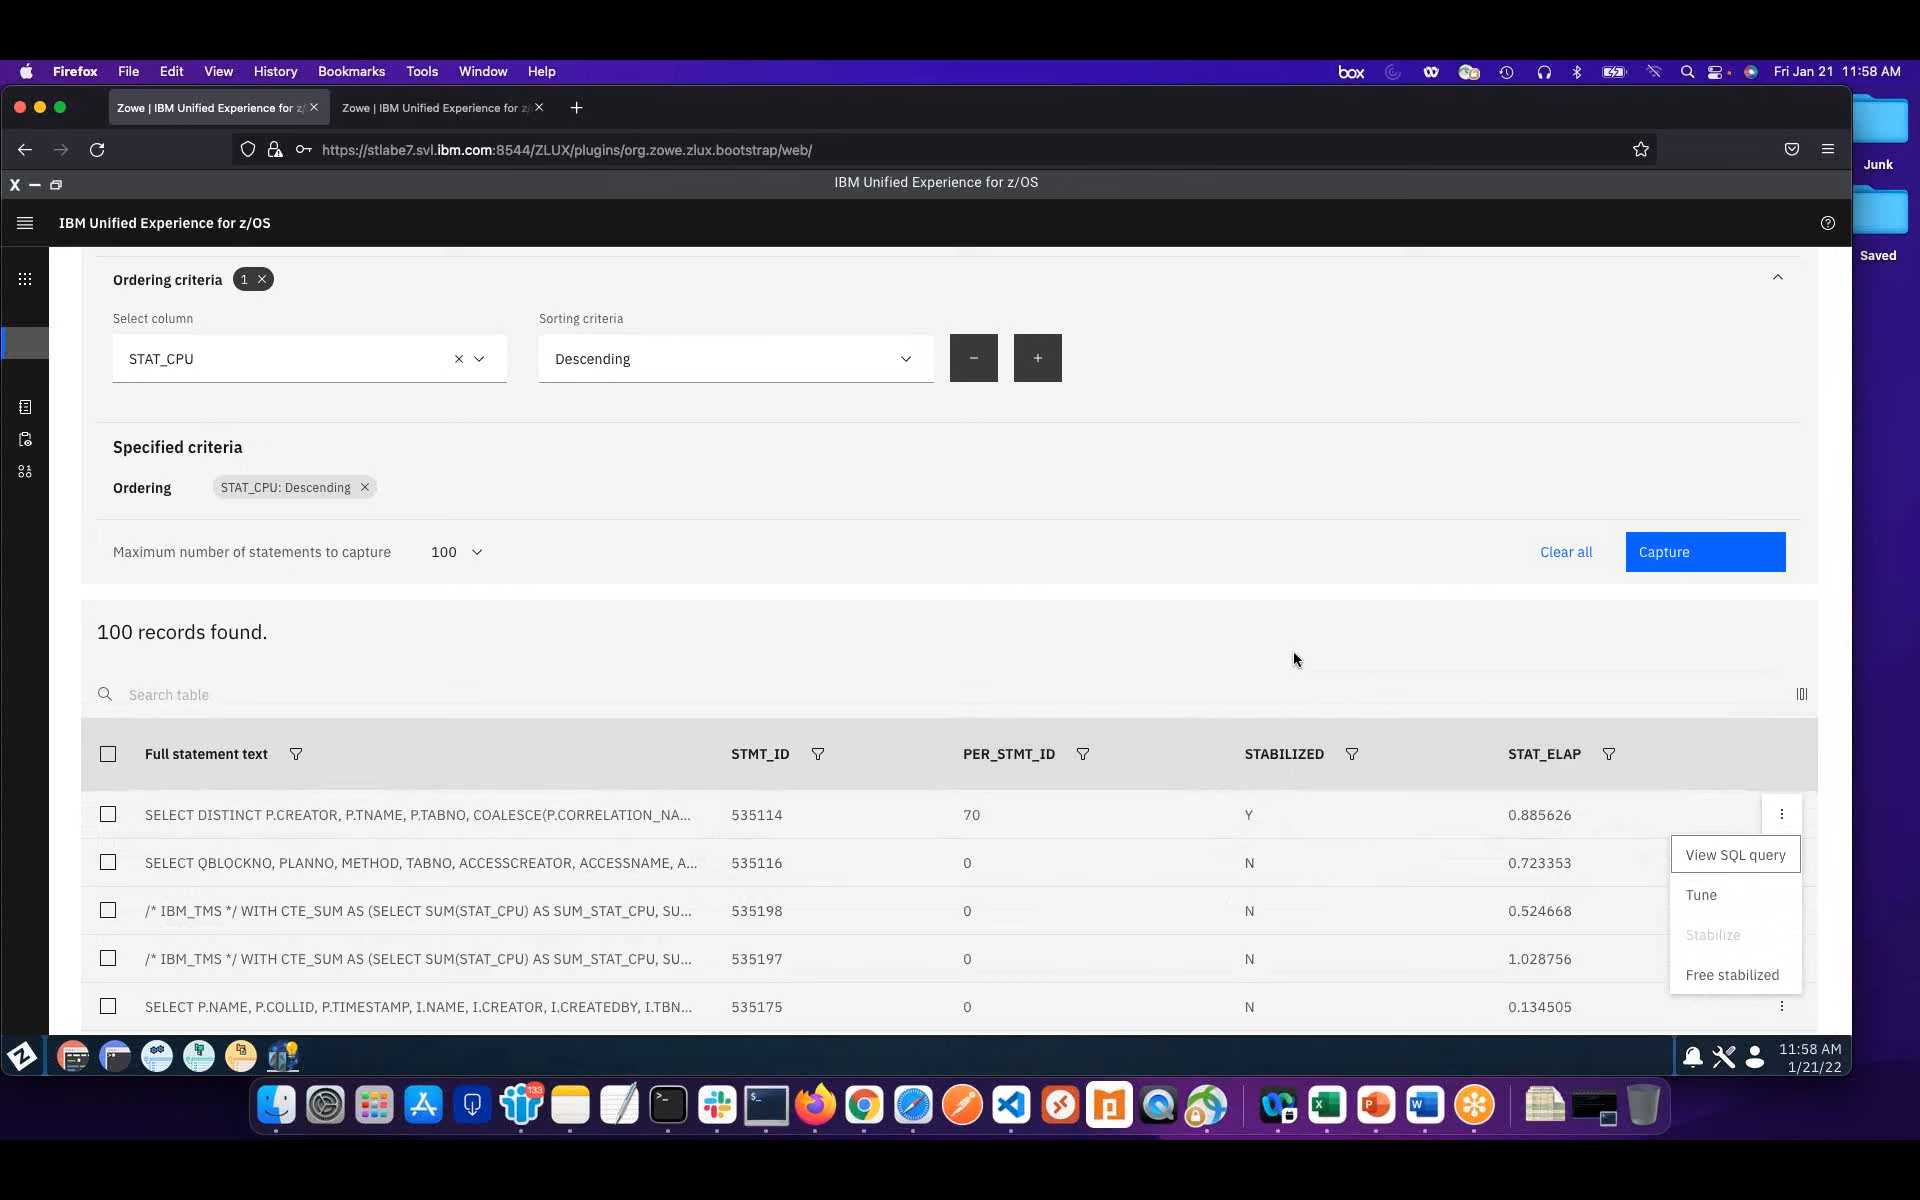 Firefox File Edit View History Bookmarks Tools Window Help box Fri Jan 21 11:58 AM
Zowe | IBM Unified Experience for z/ Zowe | IBM Unified Experience for z/
https://stlabe7.svl.ibm.com:8544/ZLUX/plugins/org.zowe.zlux.bootstrap/web/
Junk
X IBM Unified Experience for z/OS
IBM Unified Experience for z/OS
Saved
Ordering criteria 1
Select column Sorting criteria
STAT_CPU Descending - +
Specified criteria
Ordering STAT_CPU: Descending
Maximum number of statements to capture 100 Clear all Capture
100 records found.
Search table
Full statement text STMT_ID PER_STMT_ID STABILIZED STAT_ELAP
SELECT DISTINCT P.CREATOR, P.TNAME, P.TABNO, COALESCE(P.CORRELATION_NA... 535114 70 Y 0.885626
View SQL query
SELECT QBLOCKNO, PLANNO, METHOD, TABNO, ACCESSCREATOR, ACCESSNAME, A... 535116 0 N 0.723353
Tune
/* IBM_TMS */ WITH CTE_SUM AS (SELECT SUM(STAT_CPU) AS SUM_STAT_CPU, SU... 535198 0 N 0.524668
Stabilize
/* IBM_TMS */ WITH CTE_SUM AS (SELECT SUM(STAT_CPU) AS SUM_STAT_CPU, SU... 535197 0 N 1.028756
Free stabilized
SELECT P.NAME, P.COLLID, P.TIMESTAMP, I.NAME, I.CREATOR, I.CREATEDBY, I.TBN... 535175 0 N 0.134505
11:58 AM
1/21/22
133